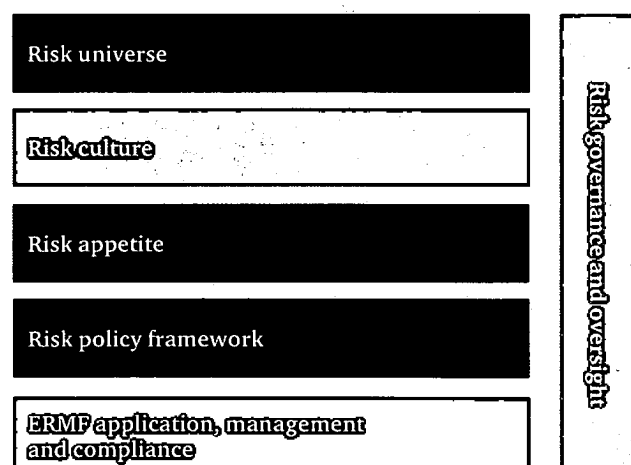 Risk universe
Risk culture
Risk appetite
Risk policy framework
ERMF application, management
and compliance
Risk governance and oversight